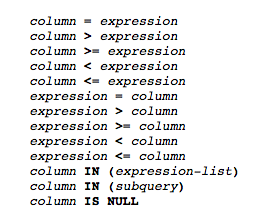 column = expression
column > expression
column >= expression
column < expression
column <= expression
expression = column
expression > column
expression >= column
expression < column
expression <= column
column IN (expression-list)
column IN (subquery)
column IS NULL